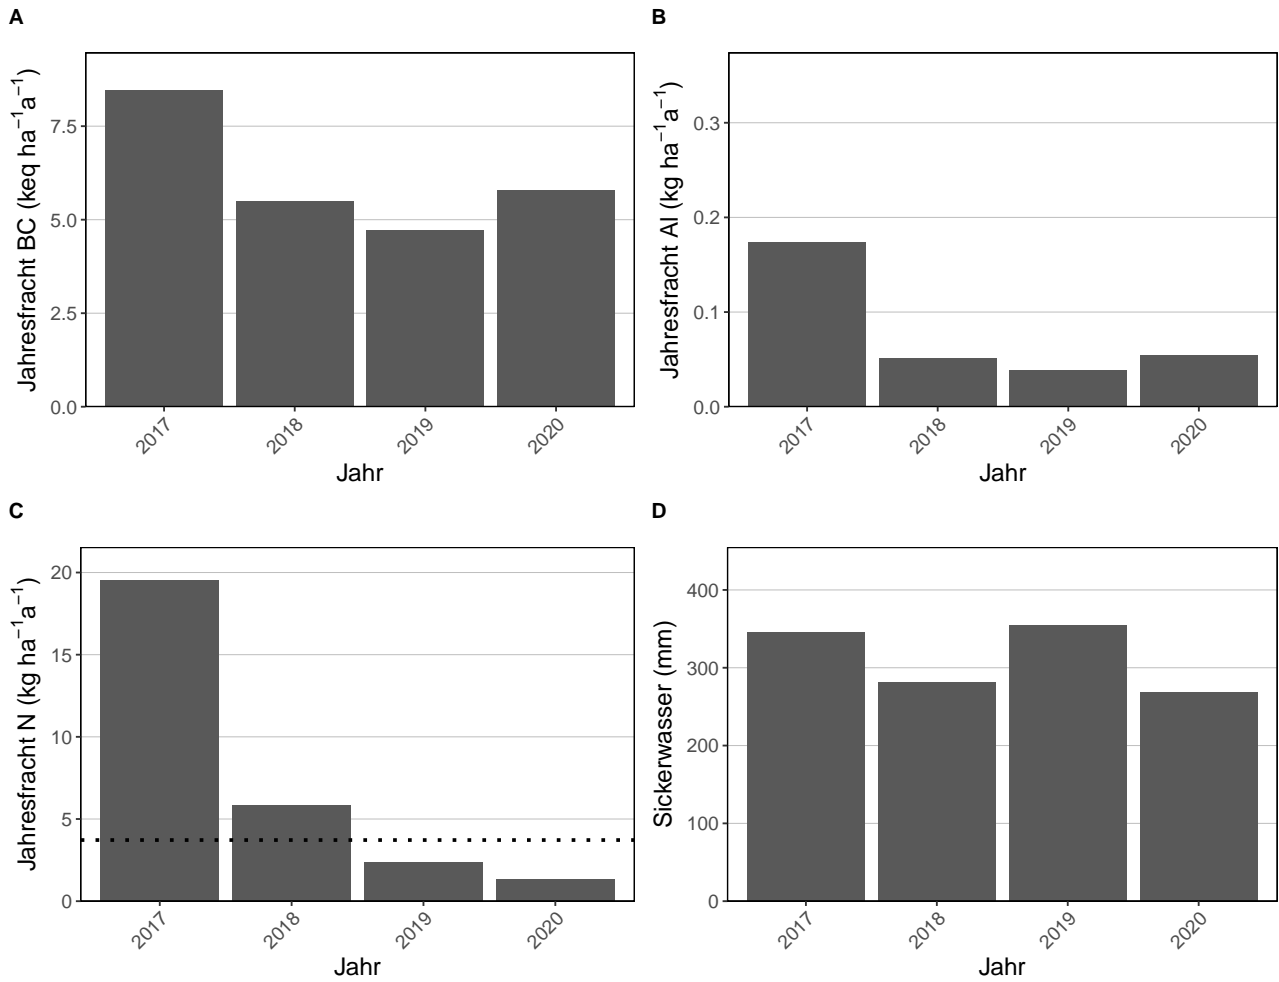 A
Jahresfracht BC (keq ha⁻¹a⁻¹)
7.5
5.0
2.5
0.0
2017 2018 2019 2020
Jahr
B
Jahresfracht Al (kg ha⁻¹a⁻¹)
0.3
0.2
0.1
0.0
2017 2018 2019 2020
Jahr
C
Jahresfracht N (kg ha⁻¹a⁻¹)
20
15
10
5
0
2017 2018 2019 2020
Jahr
D
Sickerwasser (mm)
400
300
200
100
0
2017 2018 2019 2020
Jahr